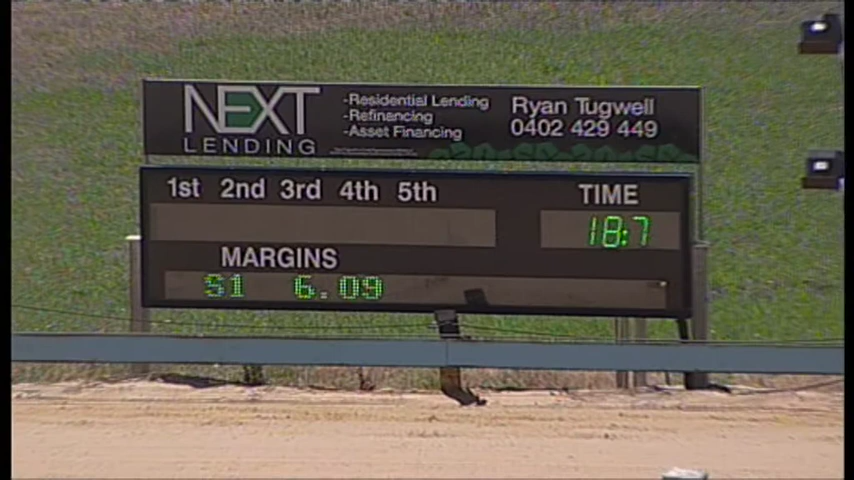 NEXT
LENDING
-Residential Lending
-Refinancing
-Asset Financing
Ryan Tugwell
0402 429 449
1st 2nd 3rd 4th 5th
TIME
18:7
MARGINS
S1 6.09